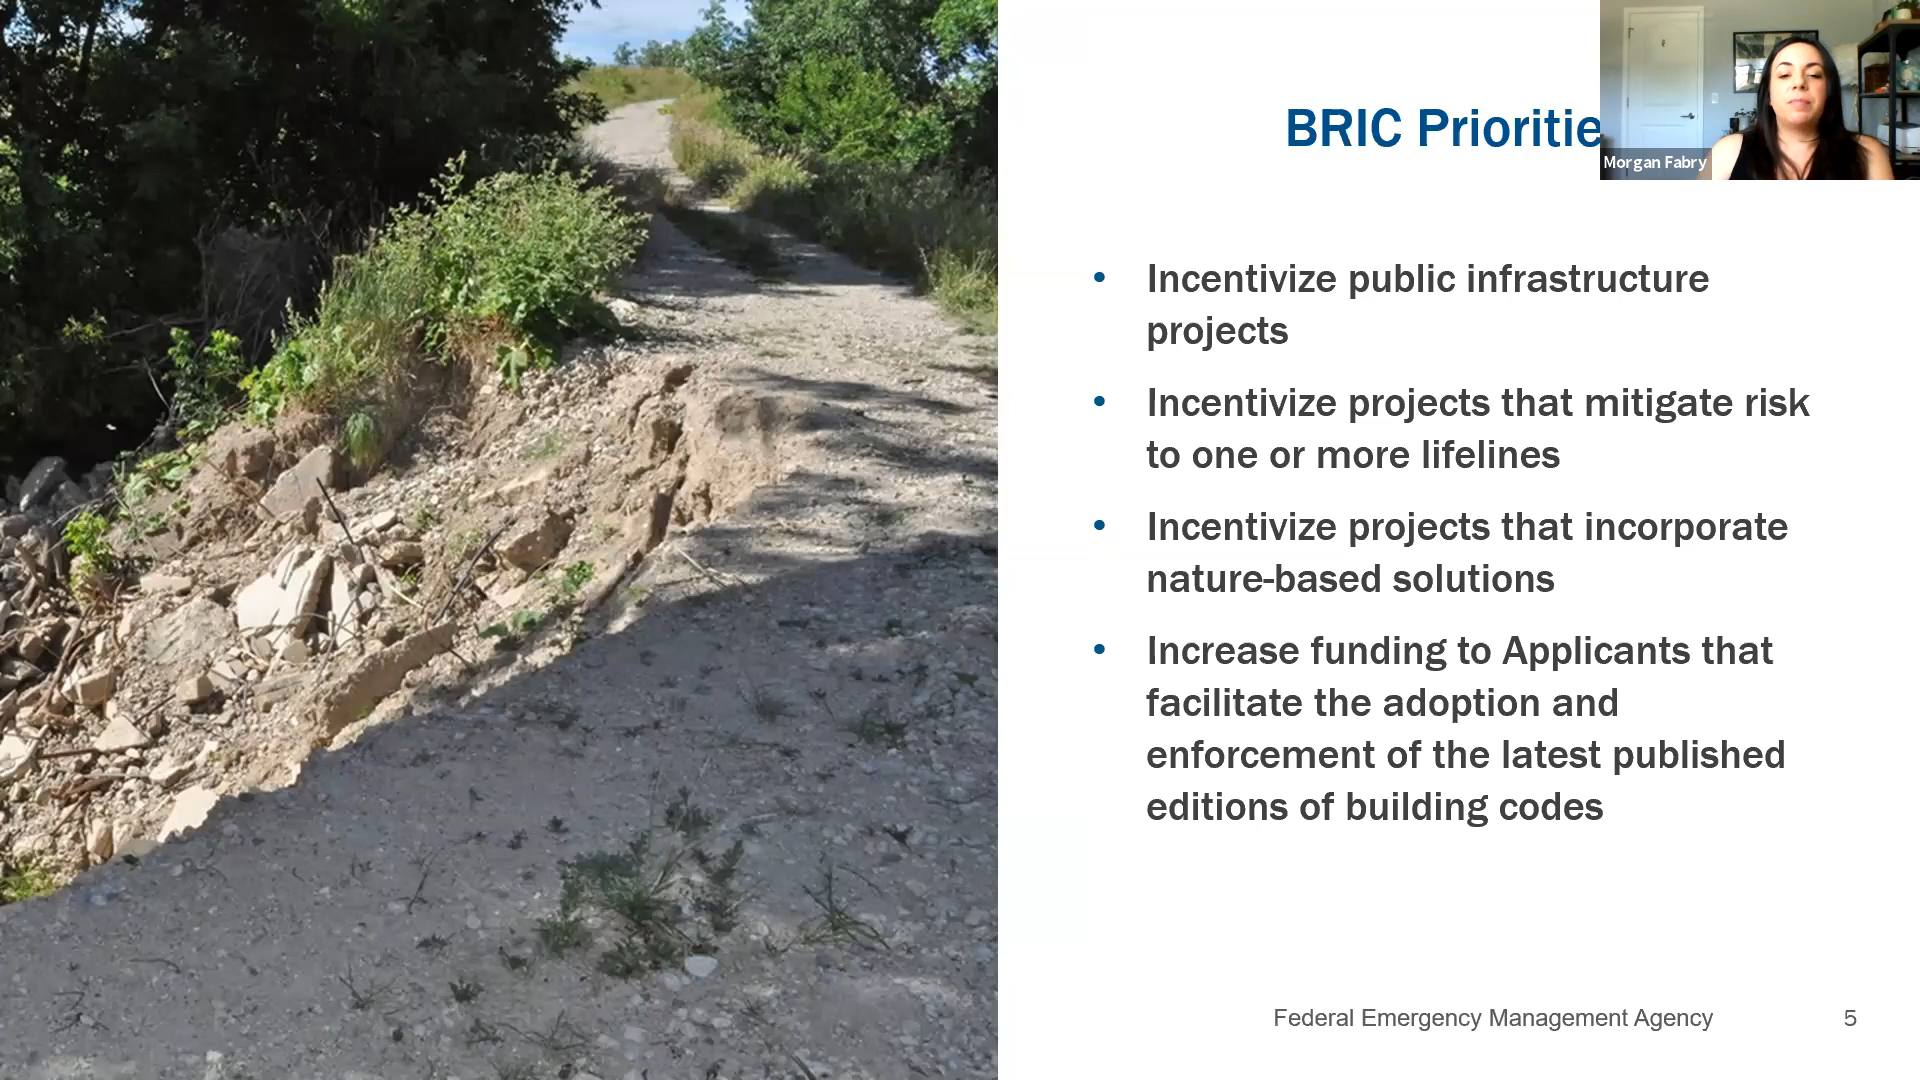 BRIC Prioritie
Morgan Fabry
• Incentivize public infrastructure
projects
• Incentivize projects that mitigate risk
to one or more lifelines
• Incentivize projects that incorporate
nature-based solutions
• Increase funding to Applicants that
facilitate the adoption and
enforcement of the latest published
editions of building codes
Federal Emergency Management Agency 5